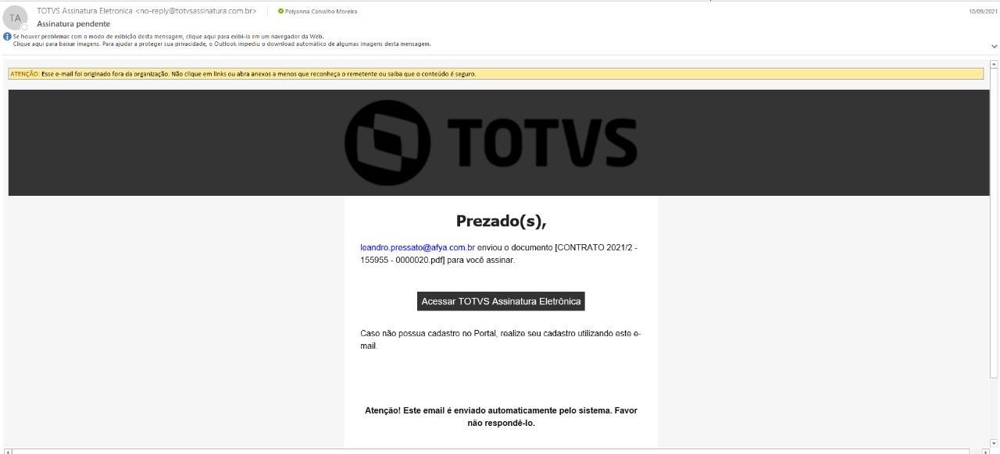 TA
TOTVS Assinatura Eletronica <no-reply@totvsassinatura.com.br>
Polyanna Carvalho Moreira
10/09/2021
Assinatura pendente
Se houver problemas com o modo de exibição desta mensagem, clique aqui para exibi-la em um navegador da Web.
Clique aqui para baixar imagens. Para ajudar a proteger sua privacidade, o Outlook impediu o download automático de algumas imagens desta mensagem.
ATENÇÃO: Esse e-mail foi originado fora da organização. Não clique em links ou abra anexos a menos que reconheça o remetente ou saiba que o conteúdo é seguro.
TOTVS
Prezado(s),
leandro.pressato@afya.com.br enviou o documento [CONTRATO 2021/2 -
155955 - 0000020.pdf] para você assinar.
Acessar TOTVS Assinatura Eletrônica
Caso não possua cadastro no Portal, realize seu cadastro utilizando este e-
mail.
Atenção! Este email é enviado automaticamente pelo sistema. Favor
não respondê-lo.